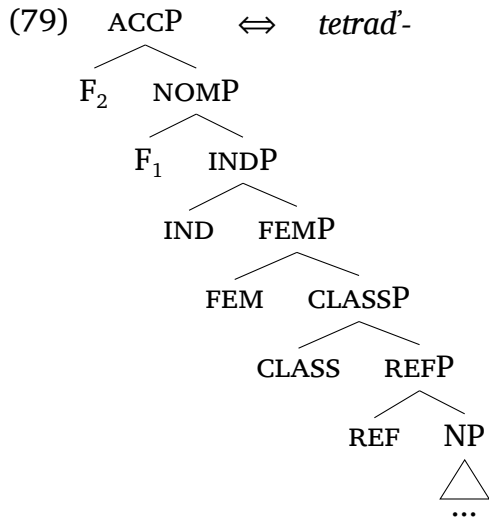 (79) ACCP ⇔ tetrad'-
F₂ NOMP
F₁ INDP
IND FEMP
FEM CLASSP
CLASS REFP
REF NP
...